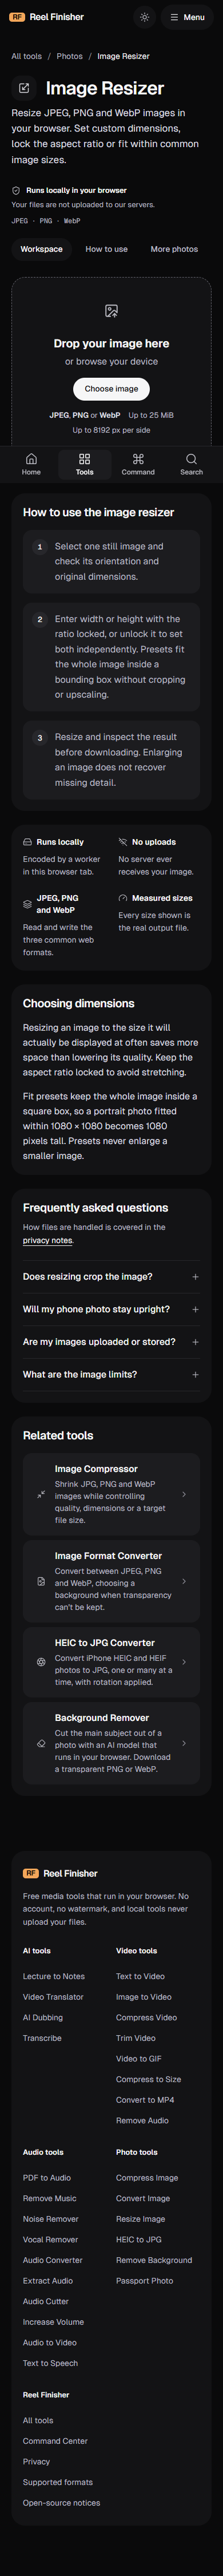 RF Reel Finisher
Menu
All tools / Photos / Image Resizer
Image Resizer
Resize JPEG, PNG and WebP images in
your browser. Set custom dimensions,
lock the aspect ratio or fit within common
image sizes.
Runs locally in your browser
Your files are not uploaded to our servers.
JPEG · PNG · WebP
Workspace
How to use
More photos
Drop your image here
or browse your device
Choose image
JPEG, PNG or WebP Up to 25 MiB
Up to 8192 px per side
Home
Tools
Command
Search
How to use the image resizer
1
Select one still image and
check its orientation and
original dimensions.
2
Enter width or height with the
ratio locked, or unlock it to set
both independently. Presets fit
the whole image inside a
bounding box without cropping
or upscaling.
3
Resize and inspect the result
before downloading. Enlarging
an image does not recover
missing detail.
Runs locally
Encoded by a worker
in this browser tab.
No uploads
No server ever
receives your image.
JPEG, PNG
and WebP
Read and write the
three common web
formats.
Measured sizes
Every size shown is
the real output file.
Choosing dimensions
Resizing an image to the size it will
actually be displayed at often saves more
space than lowering its quality. Keep the
aspect ratio locked to avoid stretching.
Fit presets keep the whole image inside a
square box, so a portrait photo fitted
within 1080 × 1080 becomes 1080
pixels tall. Presets never enlarge a
smaller image.
Frequently asked questions
How files are handled is covered in the
privacy notes.
Does resizing crop the image?
Will my phone photo stay upright?
Are my images uploaded or stored?
What are the image limits?
Related tools
Image Compressor
Shrink JPG, PNG and WebP
images while controlling
quality, dimensions or a target
file size.
Image Format Converter
Convert between JPEG, PNG
and WebP, choosing a
background when transparency
can't be kept.
HEIC to JPG Converter
Convert iPhone HEIC and HEIF
photos to JPG, one or many at a
time, with rotation applied.
Background Remover
Cut the main subject out of a
photo with an AI model that
runs in your browser. Download
a transparent PNG or WebP.
RF Reel Finisher
Free media tools that run in your browser. No
account, no watermark, and local tools never
upload your files.
AI tools
Lecture to Notes
Video Translator
AI Dubbing
Transcribe
Video tools
Text to Video
Image to Video
Compress Video
Trim Video
Video to GIF
Compress to Size
Convert to MP4
Remove Audio
Audio tools
PDF to Audio
Remove Music
Noise Remover
Vocal Remover
Audio Converter
Extract Audio
Audio Cutter
Increase Volume
Audio to Video
Text to Speech
Photo tools
Compress Image
Convert Image
Resize Image
HEIC to JPG
Remove Background
Passport Photo
Reel Finisher
All tools
Command Center
Privacy
Supported formats
Open-source notices